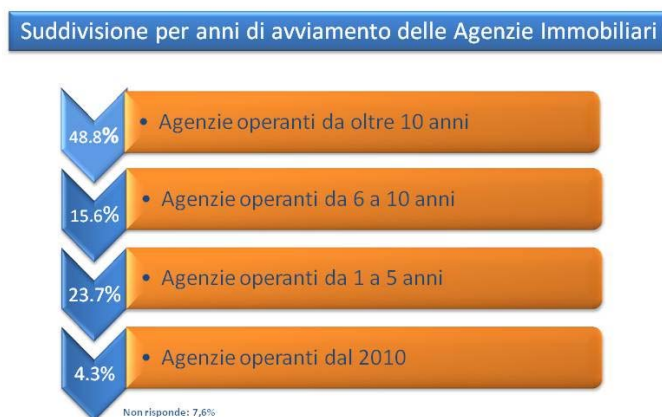 Suddivisione per anni di avviamento delle Agenzie Immobiliari
48.8%
• Agenzie operanti da oltre 10 anni
15.6%
• Agenzie operanti da 6 a 10 anni
23.7%
• Agenzie operanti da 1 a 5 anni
4.3%
• Agenzie operanti dal 2010
Non risponde: 7,6%